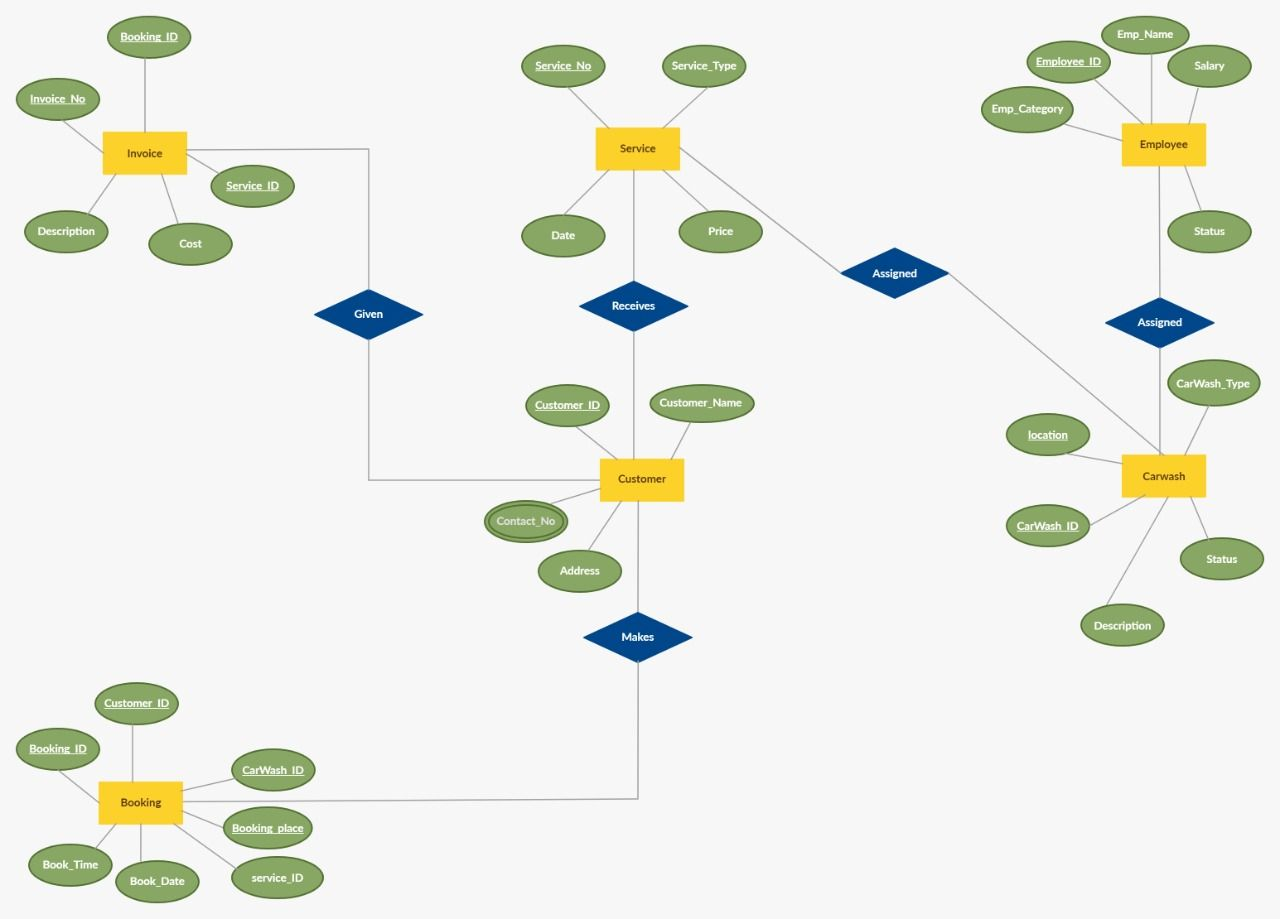 Booking_ID
Invoice_No
Invoice
Service_ID
Description
Cost
Service_No
Service_Type
Service
Date
Price
Emp_Name
Employee_ID
Salary
Emp_Category
Employee
Status
Given
Receives
Assigned
Assigned
Customer_ID
Customer_Name
Customer
Contact_No
Address
CarWash_Type
location
Carwash
CarWash_ID
Status
Description
Makes
Customer_ID
Booking_ID
CarWash_ID
Booking
Booking_place
Book_Time
Book_Date
service_ID